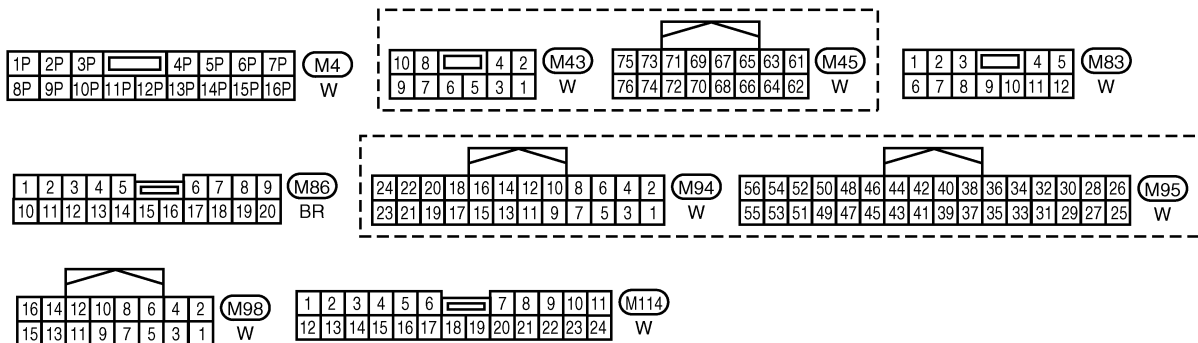 1P 2P 3P 4P 5P 6P 7P M4
8P 9P 10P 11P 12P 13P 14P 15P 16P W
10 8 4 2 M43
9 7 6 5 3 1 W
75 73 71 69 67 65 63 61 M45
76 74 72 70 68 66 64 62 W
1 2 3 4 5 M83
6 7 8 9 10 11 12 W
1 2 3 4 5 6 7 8 9 M86
10 11 12 13 14 15 16 17 18 19 20 BR
24 22 20 18 16 14 12 10 8 6 4 2 M94
23 21 19 17 15 13 11 9 7 5 3 1 W
56 54 52 50 48 46 44 42 40 38 36 34 32 30 28 26 M95
55 53 51 49 47 45 43 41 39 37 35 33 31 29 27 25 W
16 14 12 10 8 6 4 2 M98
15 13 11 9 7 5 3 1 W
1 2 3 4 5 6 7 8 9 10 11 M114
12 13 14 15 16 17 18 19 20 21 22 23 24 W